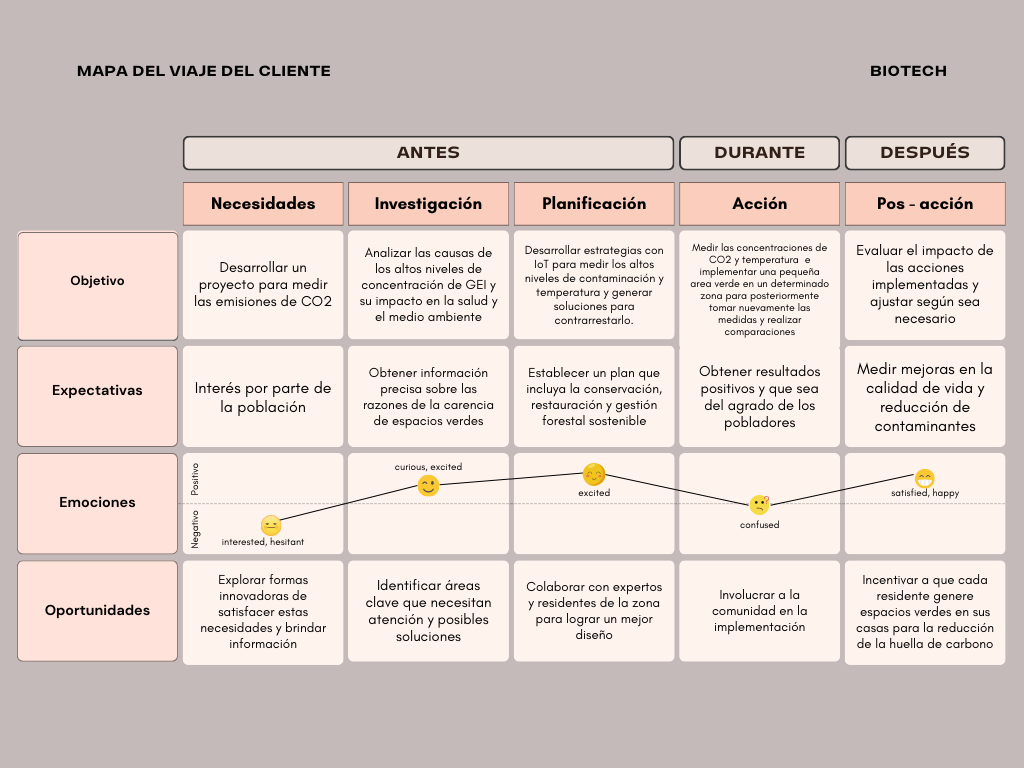 MAPA DEL VIAJE DEL CLIENTE
BIOTECH
ANTES
DURANTE
DESPUÉS
Necesidades
Investigación
Planificación
Acción
Pos - acción
Objetivo
Desarrollar un
proyecto para medir
las emisiones de CO2
Analizar las causas de
los altos niveles de
concentración de GEI y
su impacto en la salud y
el medio ambiente
Desarrollar estrategias con
IoT para medir los altos
niveles de contaminación y
temperatura y generar
soluciones para
contrarrestarlo.
Medir las concentraciones de
CO2 y temperatura e
implementar una pequeña
area verde en un determinado
zona para posteriormente
tomar nuevamente las
medidas y realizar
comparaciones
Evaluar el impacto de
las acciones
implementadas y
ajustar según sea
necesario
Expectativas
Interés por parte de
la población
Obtener información
precisa sobre las
razones de la carencia
de espacios verdes
Establecer un plan que
incluya la conservación,
restauración y gestión
forestal sostenible
Obtener resultados
positivos y que sea
del agrado de los
pobladores
Medir mejoras en la
calidad de vida y
reducción de
contaminantes
Emociones
Positivo
Negativo
interested, hesitant
curious, excited
excited
confused
satisfied, happy
Oportunidades
Explorar formas
innovadoras de
satisfacer estas
necesidades y brindar
información
Identificar áreas
clave que necesitan
atención y posibles
soluciones
Colaborar con expertos
y residentes de la zona
para lograr un mejor
diseño
Involucrar a la
comunidad en la
implementación
Incentivar a que cada
residente genere
espacios verdes en sus
casas para la reducción
de la huella de carbono